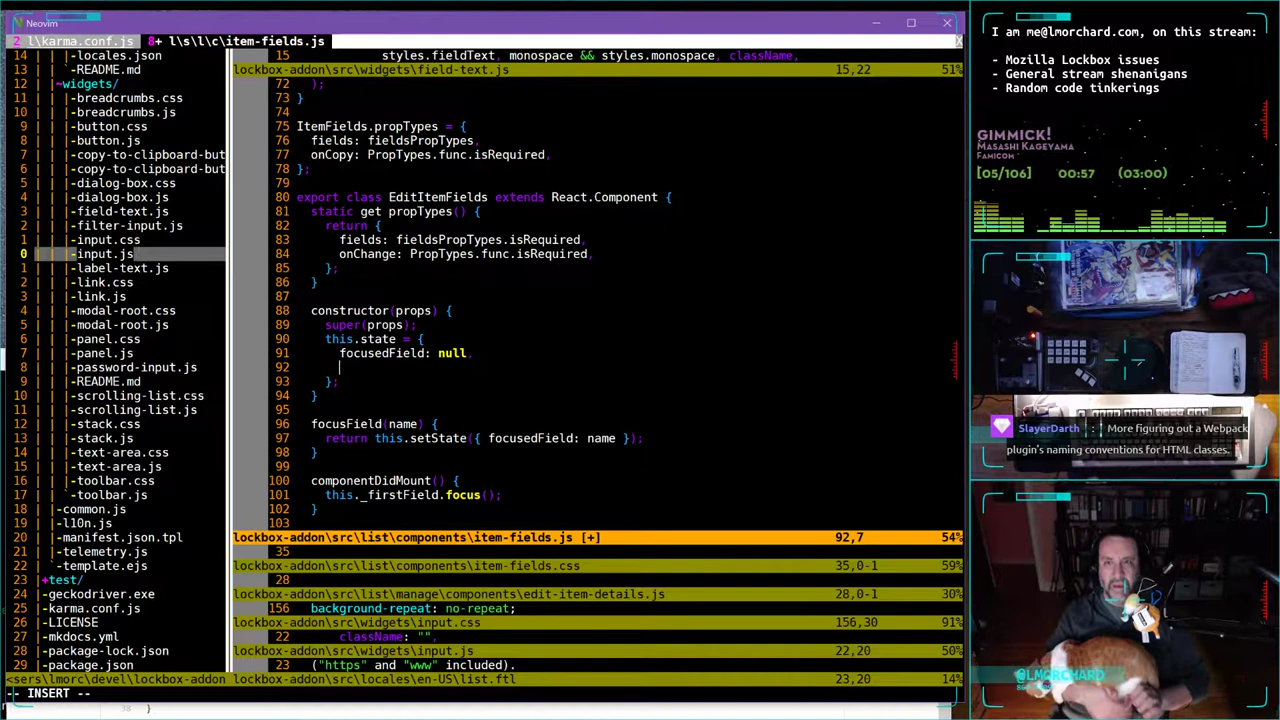 Neovim
2 l\karma.conf.js 8+ l\s\l\c\item-fields.js X
14 | | |-locales.json
13 | | `-README.md
12 | |~widgets/
11 | | |-breadcrumbs.css
10 | | |-breadcrumbs.js
9 | | |-button.css
8 | | |-button.js
7 | | |-copy-to-clipboard-but
6 | | |-copy-to-clipboard-but
5 | | |-dialog-box.css
4 | | |-dialog-box.js
3 | | |-field-text.js
2 | | |-filter-input.js
1 | | |-input.css
0 | | |-input.js
1 | | |-label-text.js
2 | | |-link.css
3 | | |-link.js
4 | | |-modal-root.css
5 | | |-modal-root.js
6 | | |-panel.css
7 | | |-panel.js
8 | | |-password-input.js
9 | | |-README.md
10 | | |-scrolling-list.css
11 | | |-scrolling-list.js
12 | | |-stack.css
13 | | |-stack.js
14 | | |-text-area.css
15 | | |-text-area.js
16 | | |-toolbar.css
17 | | `-toolbar.js
18 | |-common.js
19 | |-l10n.js
20 | |-manifest.json.tpl
21 | |-telemetry.js
22 | `-template.ejs
23 |+test/
24 |-geckodriver.exe
25 |-karma.conf.js
26 |-LICENSE
27 |-mkdocs.yml
28 |-package-lock.json
29 |-package.json
<sers\lmorc\devel\lockbox-addon
15 styles.fieldText, monospace && styles.monospace, className,
lockbox-addon\src\widgets\field-text.js 15,22 51%
72 );
73 }
74
75 ItemFields.propTypes = {
76 fields: fieldsPropTypes,
77 onCopy: PropTypes.func.isRequired,
78 };
79
80 export class EditItemFields extends React.Component {
81 static get propTypes() {
82 return {
83 fields: fieldsPropTypes.isRequired,
84 onChange: PropTypes.func.isRequired,
85 };
86 }
87
88 constructor(props) {
89 super(props);
90 this.state = {
91 focusedField: null,
92
93 };
94 }
95
96 focusField(name) {
97 return this.setState({ focusedField: name });
98 }
99
100 componentDidMount() {
101 this._firstField.focus();
102 }
103
lockbox-addon\src\list\components\item-fields.js [+] 92,7 54%
35
lockbox-addon\src\list\components\item-fields.css 35,0-1 59%
28
lockbox-addon\src\list\manage\components\edit-item-details.js 28,0-1 30%
156 background-repeat: no-repeat;
lockbox-addon\src\widgets\input.css 156,30 91%
22 className: "",
lockbox-addon\src\widgets\input.js 22,20 50%
23 ("https" and "www" included).
lockbox-addon\src\locales\en-US\list.ftl 23,20 14%
-- INSERT --
38 }
I am me@lmorchard.com, on this stream:
- Mozilla Lockbox issues
- General stream shenanigans
- Random code tinkerings
GIMMICK!
MASASHI KAGEYAMA
FAMICOM
[05/106] 00:57 (03:00)
SlayerDarth : More figuring out a Webpack
plugin's naming conventions for HTML classes.
@LMORCHARD